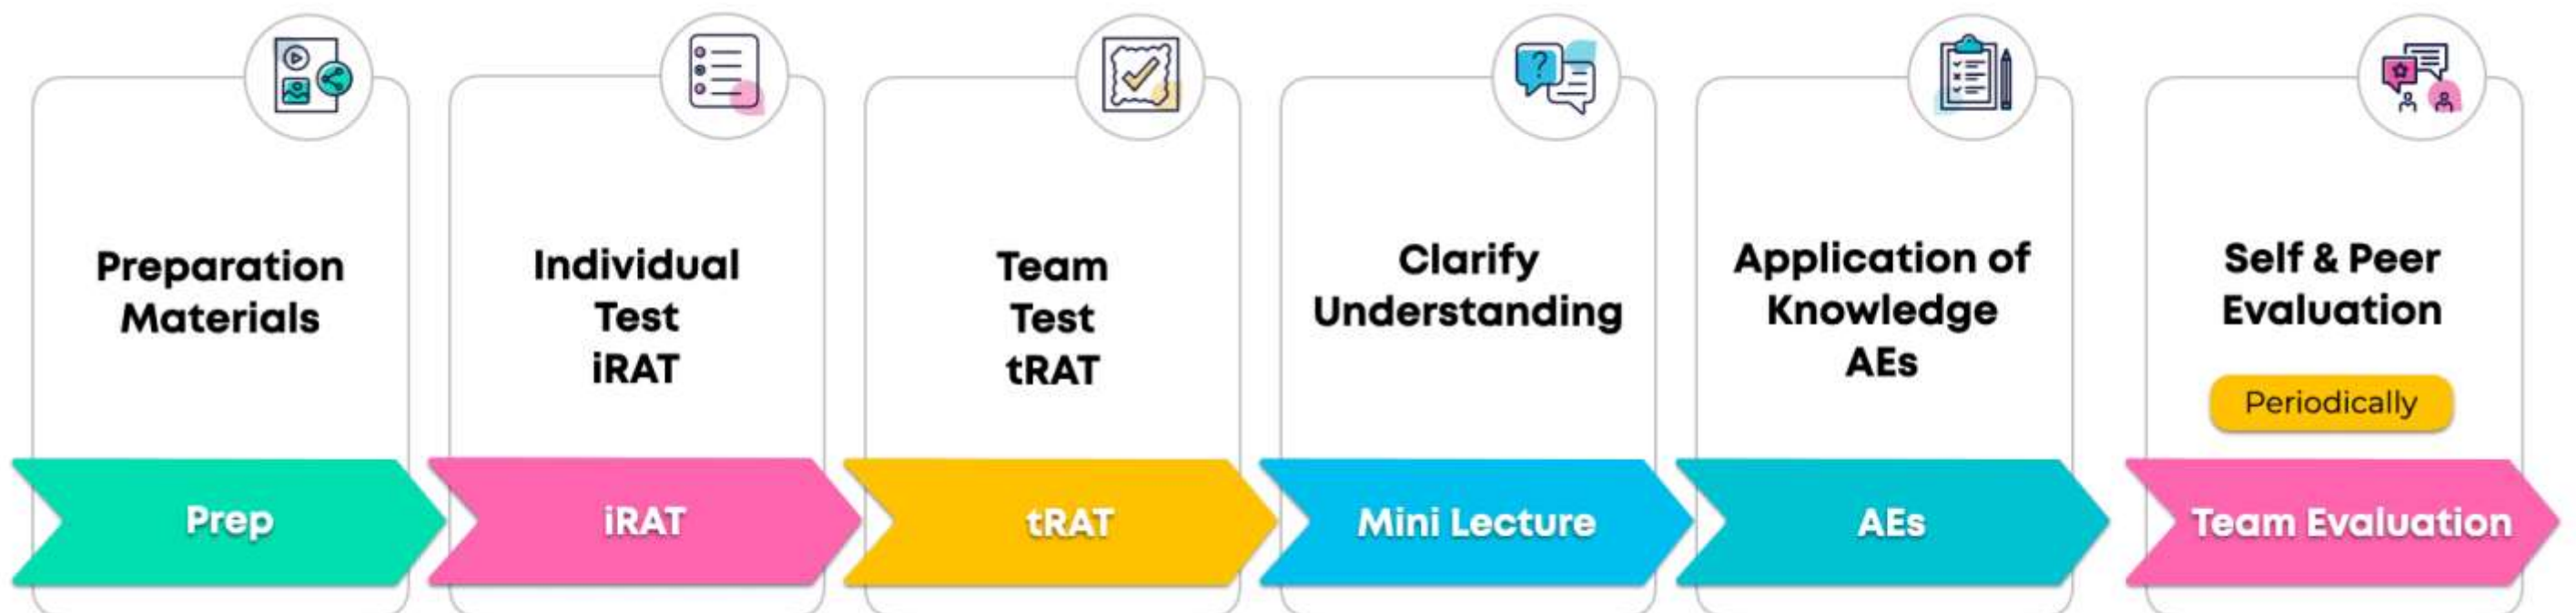 Preparation
Materials
Prep
Individual
Test
iRAT
iRAT
Team
Test
tRAT
tRAT
Clarify
Understanding
Mini Lecture
Application of
Knowledge
AEs
AEs
Self & Peer
Evaluation
Periodically
Team Evaluation